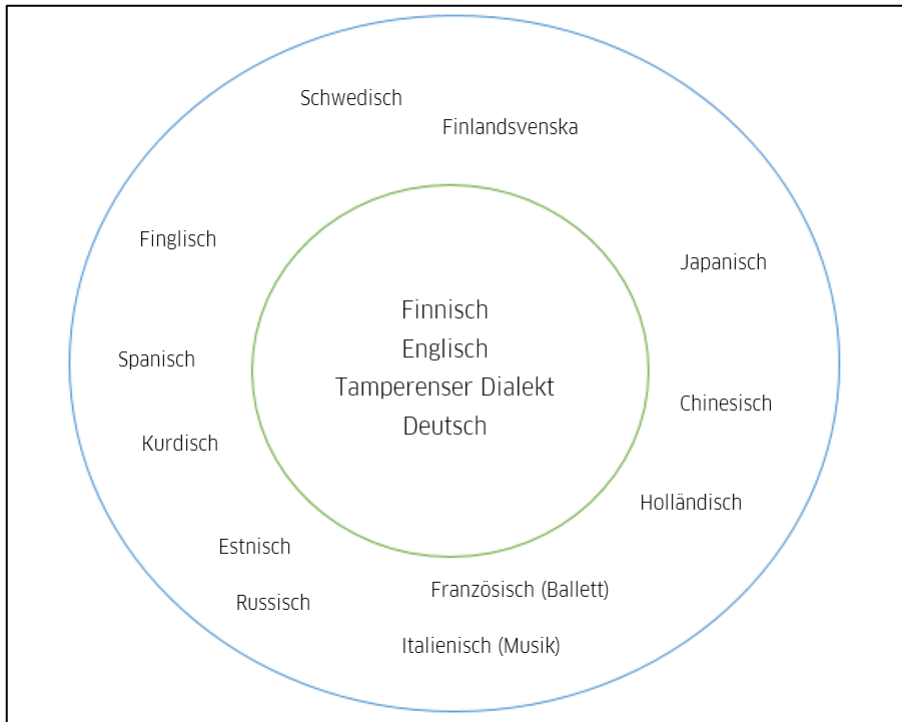 Schwedisch
Finlandsvenska
Finglisch
Japanisch
Finnisch
Englisch
Spanisch
Tamperenser Dialekt
Chinesisch
Deutsch
Kurdisch
Holländisch
Estnisch
Französisch (Ballett)
Russisch
Italienisch (Musik)